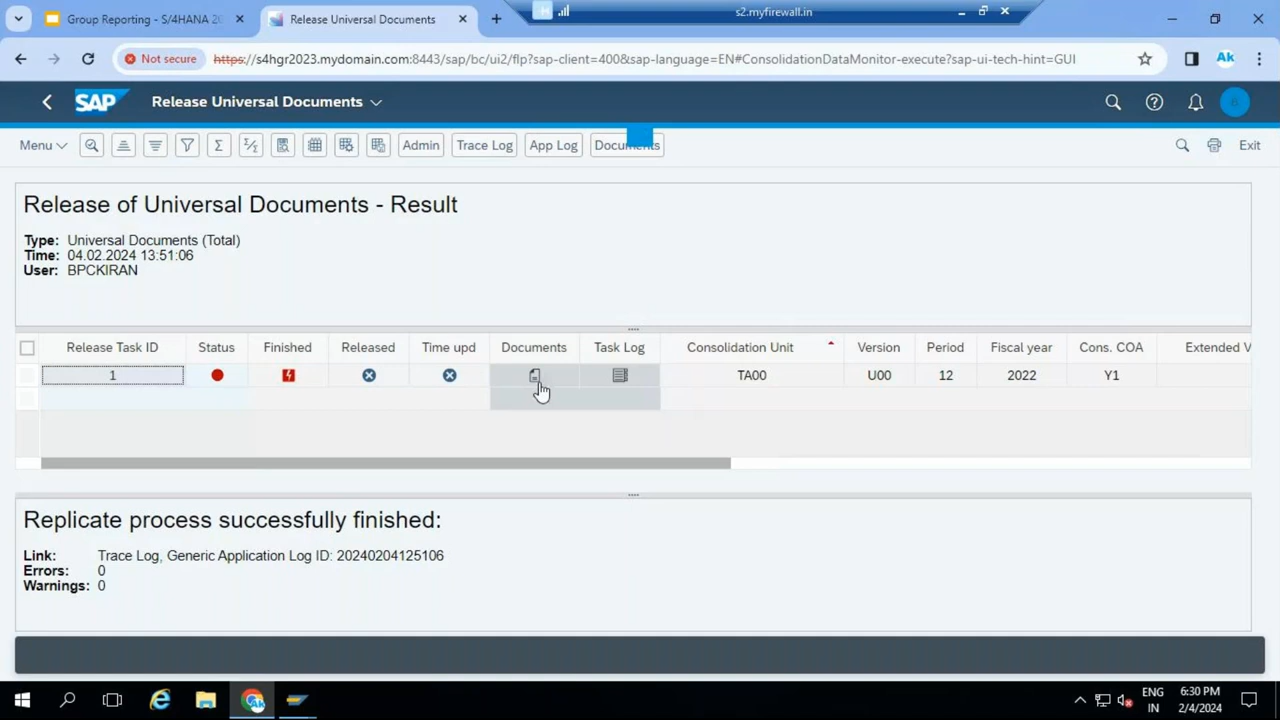 Group Reporting - S/4HANA 20
Release Universal Documents
s2.myfirewall.in
Not secure
https://s4hgr2023.mydomain.com:8443/sap/bc/ui2/flp?sap-client=400&sap-language=EN#ConsolidationDataMonitor-execute?sap-ui-tech-hint=GUI
Ak
SAP
Release Universal Documents
Menu
Admin
Trace Log
App Log
Documents
Exit
Release of Universal Documents - Result
Type: Universal Documents (Total)
Time: 04.02.2024 13:51:06
User: BPCKIRAN
Release Task ID Status Finished Released Time upd Documents Task Log Consolidation Unit Version Period Fiscal year Cons. COA Extended V
1 TA00 U00 12 2022 Y1
Replicate process successfully finished:
Link: Trace Log, Generic Application Log ID: 20240204125106
Errors: 0
Warnings: 0
Ak
ENG
IN
6:30 PM
2/4/2024